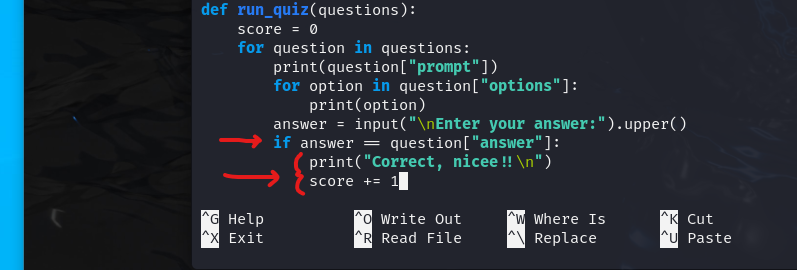 def run_quiz(questions):
    score = 0
    for question in questions:
        print(question["prompt"])
        for option in question["options"]:
            print(option)
        answer = input("\nEnter your answer:").upper()
        if answer == question["answer"]:
            print("Correct, nicee!!\n")
            score += 1
^G Help ^O Write Out ^W Where Is ^K Cut
^X Exit ^R Read File ^\ Replace ^U Paste